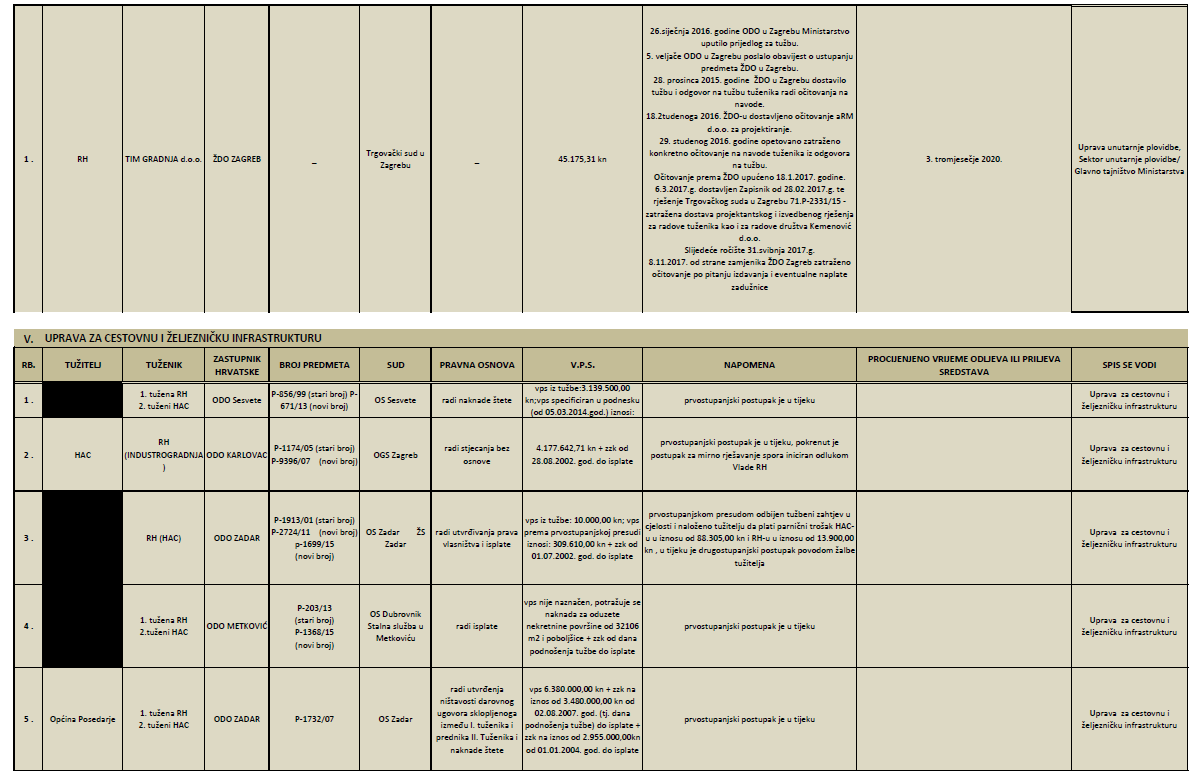 1 .
RH
TIM GRADNJA d.o.o.
ŽDO ZAGREB
_
Trgovački sud u
Zagrebu
_
45.175,31 kn
26.siječnja 2016. godine ODO u Zagrebu Ministarstvo
uputilo prijedlog za tužbu.
5. veljače ODO u Zagrebu poslalo obavijest o ustupanju
predmeta ŽDO u Zagrebu.
28. prosinca 2015. godine ŽDO u Zagrebu dostavilo
tužbu i odgovor na tužbu tuženika radi očitovanja na
navode.
18.2tudenoga 2016. ŽDO-u dostavljeno očitovanje aRM
d.o.o. za projektiranje.
29. studenog 2016. godine opetovano zatraženo
konkretno očitovanje na navode tuženika iz odgovora
na tužbu.
Očitovanje prema ŽDO upućeno 18.1.2017. godine.
6.3.2017.g. dostavljen Zapisnik od 28.02.2017.g. te
rješenje Trgovačkog suda u Zagrebu 71.P-2331/15 -
zatražena dostava projektantskog i izvedbenog rješenja
za radove tuženika kao i za radove društva Kemenović
d.o.o.
Slijedeće ročište 31.svibnja 2017.g.
8.11.2017. od strane zamjenika ŽDO Zagreb zatraženo
očitovanje po pitanju izdavanja i eventualne naplate
zadužnice
3. tromjesečje 2020.
Uprava unutarnje plovidbe,
Sektor unutarnje plovidbe/
Glavno tajništvo Ministarstva
V. UPRAVA ZA CESTOVNU I ŽELJEZNIČKU INFRASTRUKTURU
RB.
TUŽITELJ
TUŽENIK
ZASTUPNIK
HRVATSKE
BROJ PREDMETA
SUD
PRAVNA OSNOVA
V.P.S.
NAPOMENA
PROCIJENJENO VRIJEME ODLJEVA ILI PRILJEVA
SREDSTAVA
SPIS SE VODI
1 .
1. tužena RH
2. tuženi HAC
ODO Sesvete
P-856/99 (stari broj) P-
671/13 (novi broj)
OS Sesvete
radi naknade štete
vps iz tužbe:3.139.500,00
kn;vps specificiran u podnesku
(od 05.03.2014.god.) iznosi:
prvostupanjski postupak je u tijeku
Uprava za cestovnu i
željezničku infrastrukturu
2 .
HAC
RH
(INDUSTROGRADNJA
)
ODO KARLOVAC
P-1174/05 (stari broj)
P-9396/07 (novi broj)
OGS Zagreb
radi stjecanja bez
osnove
4.177.642,71 kn + zzk od
28.08.2002. god. do isplate
prvostupanjski postupak je u tijeku, pokrenut je
postupak za mirno rješavanje spora iniciran odlukom
Vlade RH
Uprava za cestovnu i
željezničku infrastrukturu
3 .
RH (HAC)
ODO ZADAR
P-1913/01 (stari broj)
P-2724/11 (novi broj)
p-1699/15
(novi broj)
OS Zadar ŽS
Zadar
radi utvrđivanja prava
vlasništva i isplate
vps iz tužbe: 10.000,00 kn; vps
prema prvostupanjskoj presudi
iznosi: 309.610,00 kn + zzk od
01.07.2002. god. do isplate
prvostupanjskom presudom odbijen tužbeni zahtjev u
cjelosti i naloženo tužitelju da plati parnični trošak HAC-
u u iznosu od 88.305,00 kn i RH-u u iznosu od 13.900,00
kn , u tijeku je drugostupanjski postupak povodom žalbe
tužitelja
Uprava za cestovnu i
željezničku infrastrukturu
4 .
1. tužena RH
2.tuženi HAC
ODO METKOVIĆ
P-203/13
(stari broj)
P-1368/15
(novi broj)
OS Dubrovnik
Stalna služba u
Metkoviću
radi isplate
vps nije naznačen, potražuje se
naknada za oduzete
nekretnine površine od 32106
m2 i poboljšice + zzk od dana
podnošenja tužbe do isplate
prvostupanjski postupak je u tijeku
Uprava za cestovnu i
željezničku infrastrukturu
5 .
Općina Posedarje
1. tužena RH
2. tuženi HAC
ODO ZADAR
P-1732/07
OS Zadar
radi utvrđenja
ništavosti darovnog
ugovora sklopljenoga
između I. tuženika i
prednika II. Tuženika i
naknade štete
vps 6.380.000,00 kn + zzk na
iznos od 3.480.000,00 kn od
02.08.2007. god. (tj. dana
podnošenja tužbe) do isplate +
zzk na iznos od 2.955.000,00kn
od 01.01.2004. god. do isplate
prvostupanjski postupak je u tijeku
Uprava za cestovnu i
željezničku infrastrukturu